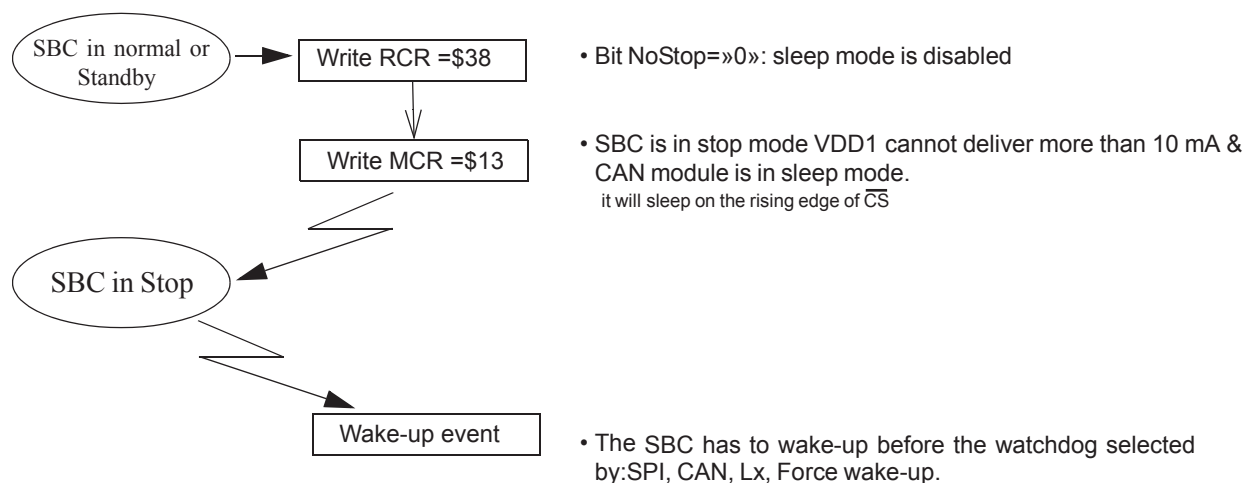 SBC in normal or
Standby
Write RCR =$38
• Bit NoStop=»0»: sleep mode is disabled
Write MCR =$13
• SBC is in stop mode VDD1 cannot deliver more than 10 mA &
CAN module is in sleep mode.
it will sleep on the rising edge of C̅S̅
SBC in Stop
Wake-up event
• The SBC has to wake-up before the watchdog selected
by:SPI, CAN, Lx, Force wake-up.